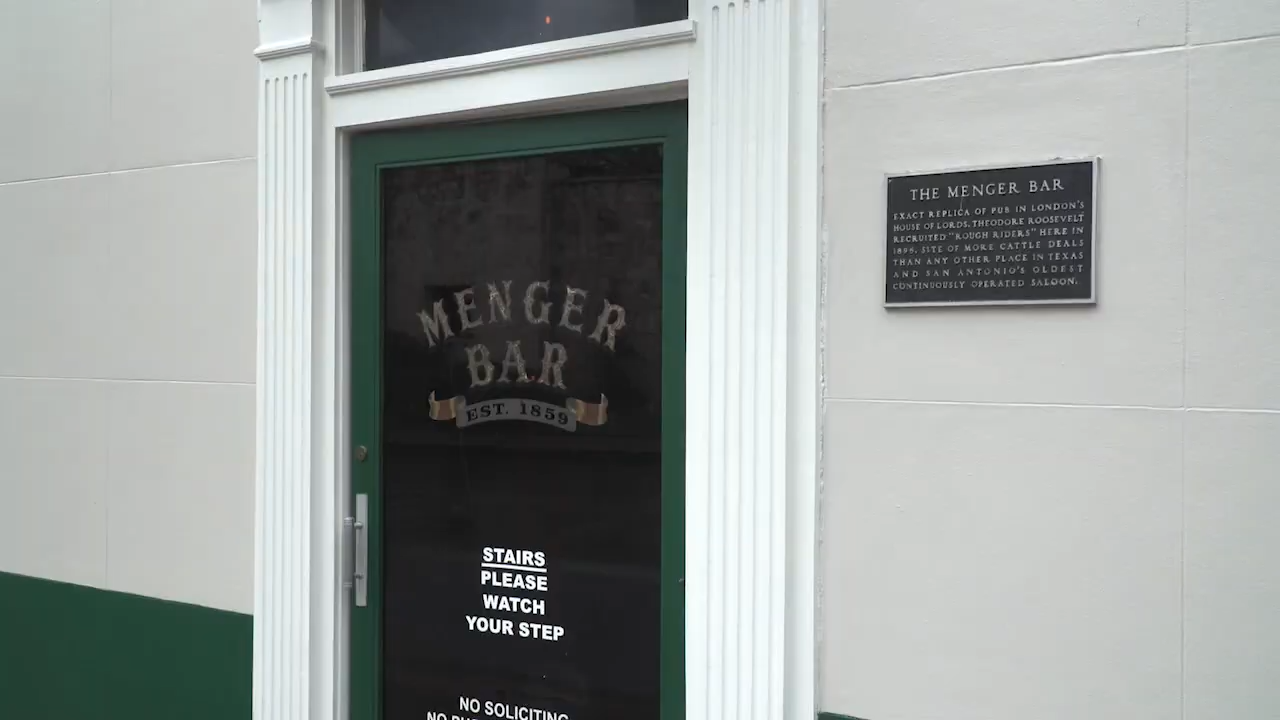 MENGER
BAR
EST. 1859
STAIRS
PLEASE
WATCH
YOUR STEP
NO SOLICITING
NO
THE MENGER BAR
EXACT REPLICA OF PUB IN LONDON'S
HOUSE OF LORDS. THEODORE ROOSEVELT
RECRUITED "ROUGH RIDERS" HERE IN
1898. SITE OF MORE CATTLE DEALS
THAN ANY OTHER PLACE IN TEXAS
AND SAN ANTONIO'S OLDEST
CONTINUOUSLY OPERATED SALOON.